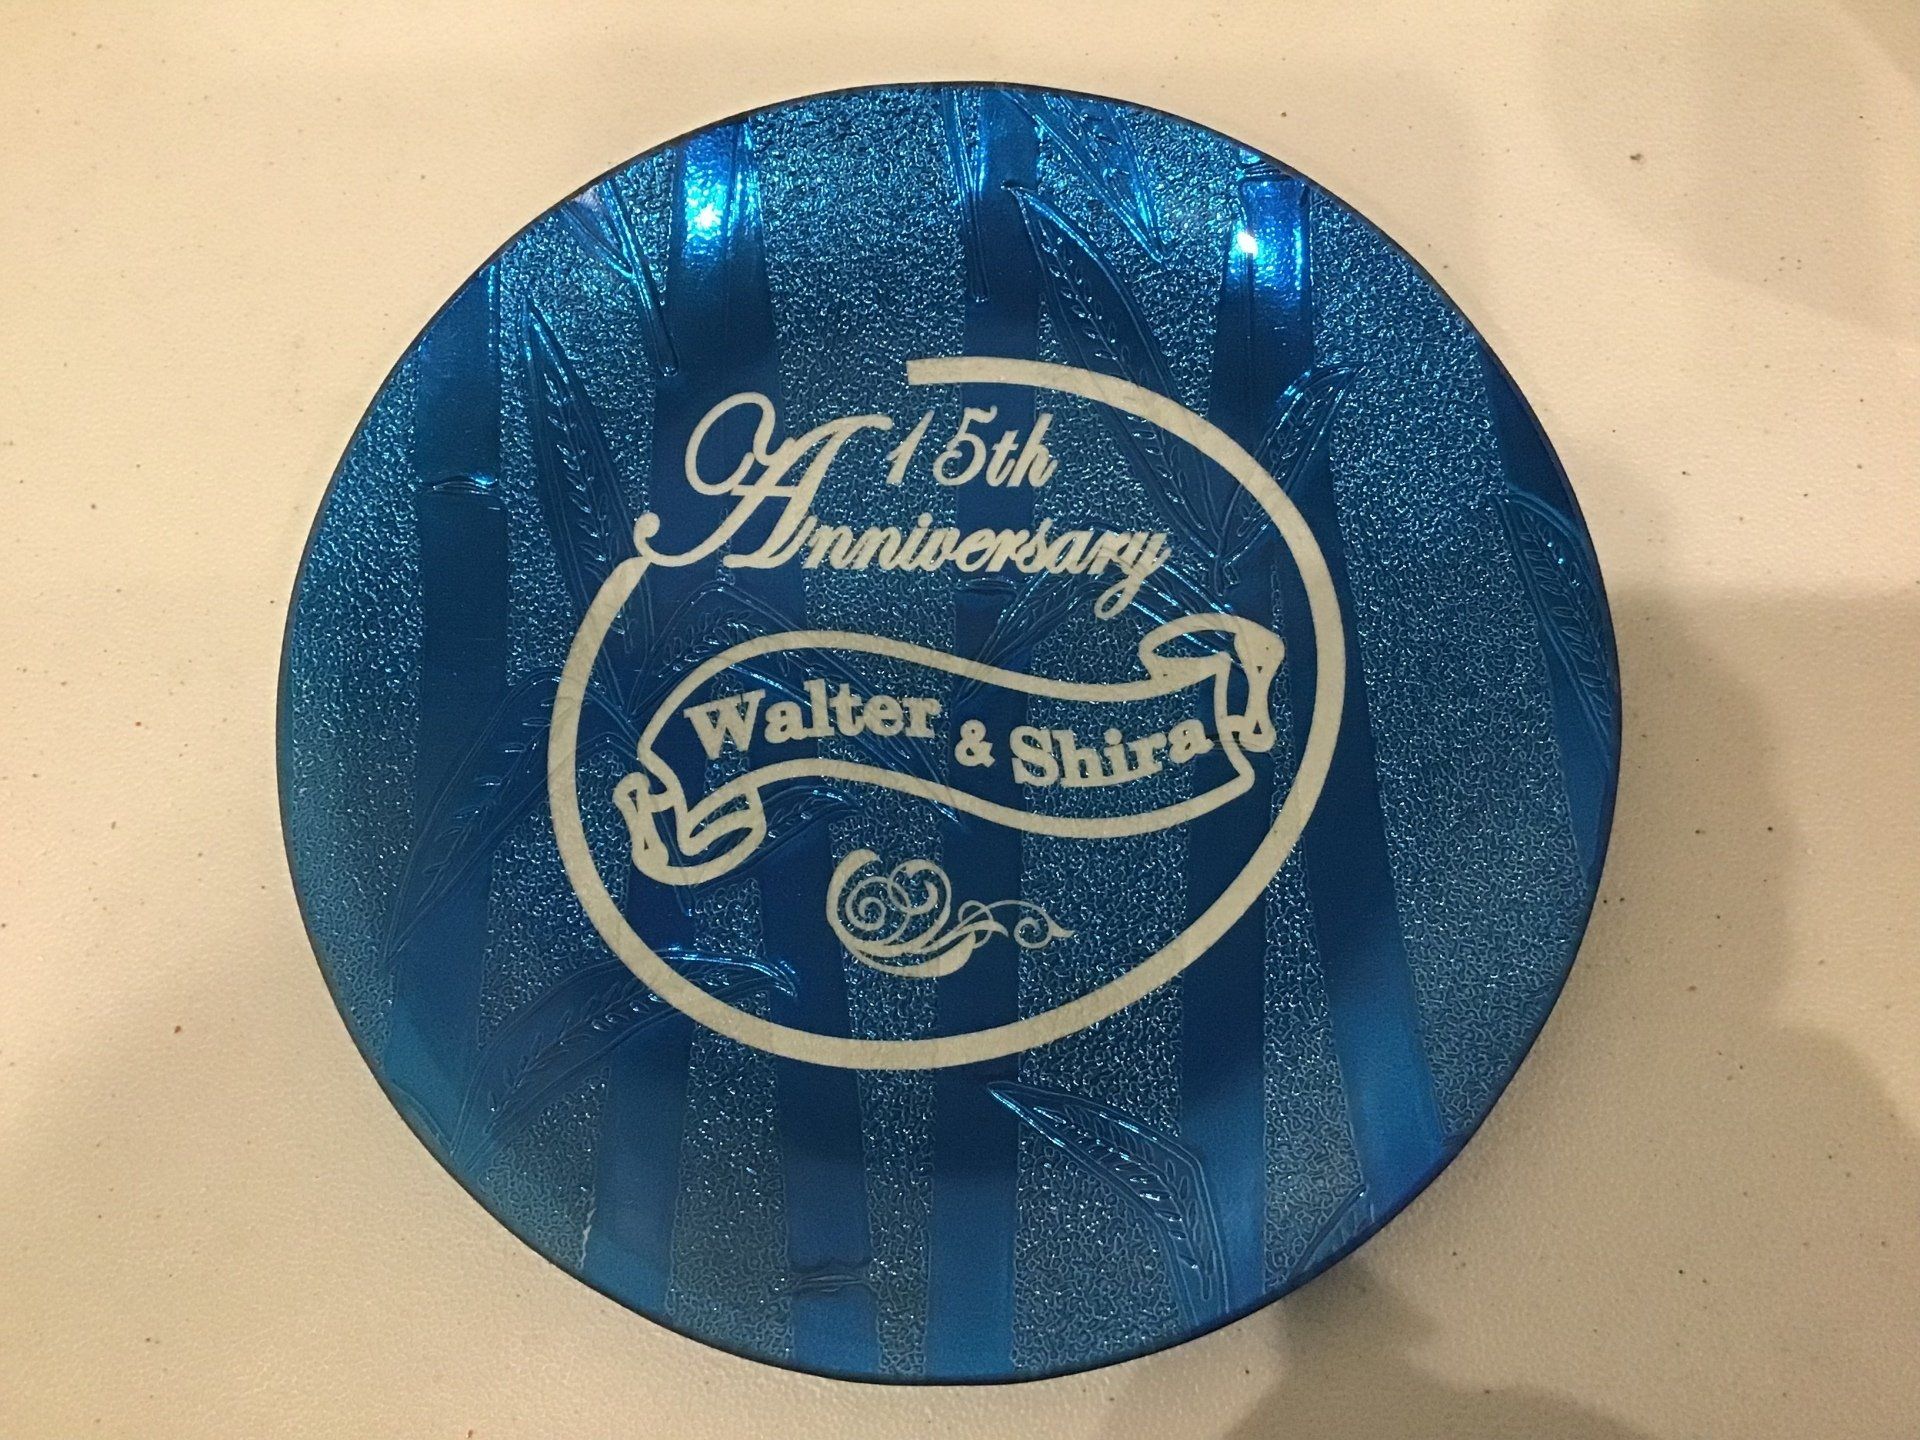 15th
Anniversary
Walter & Shira